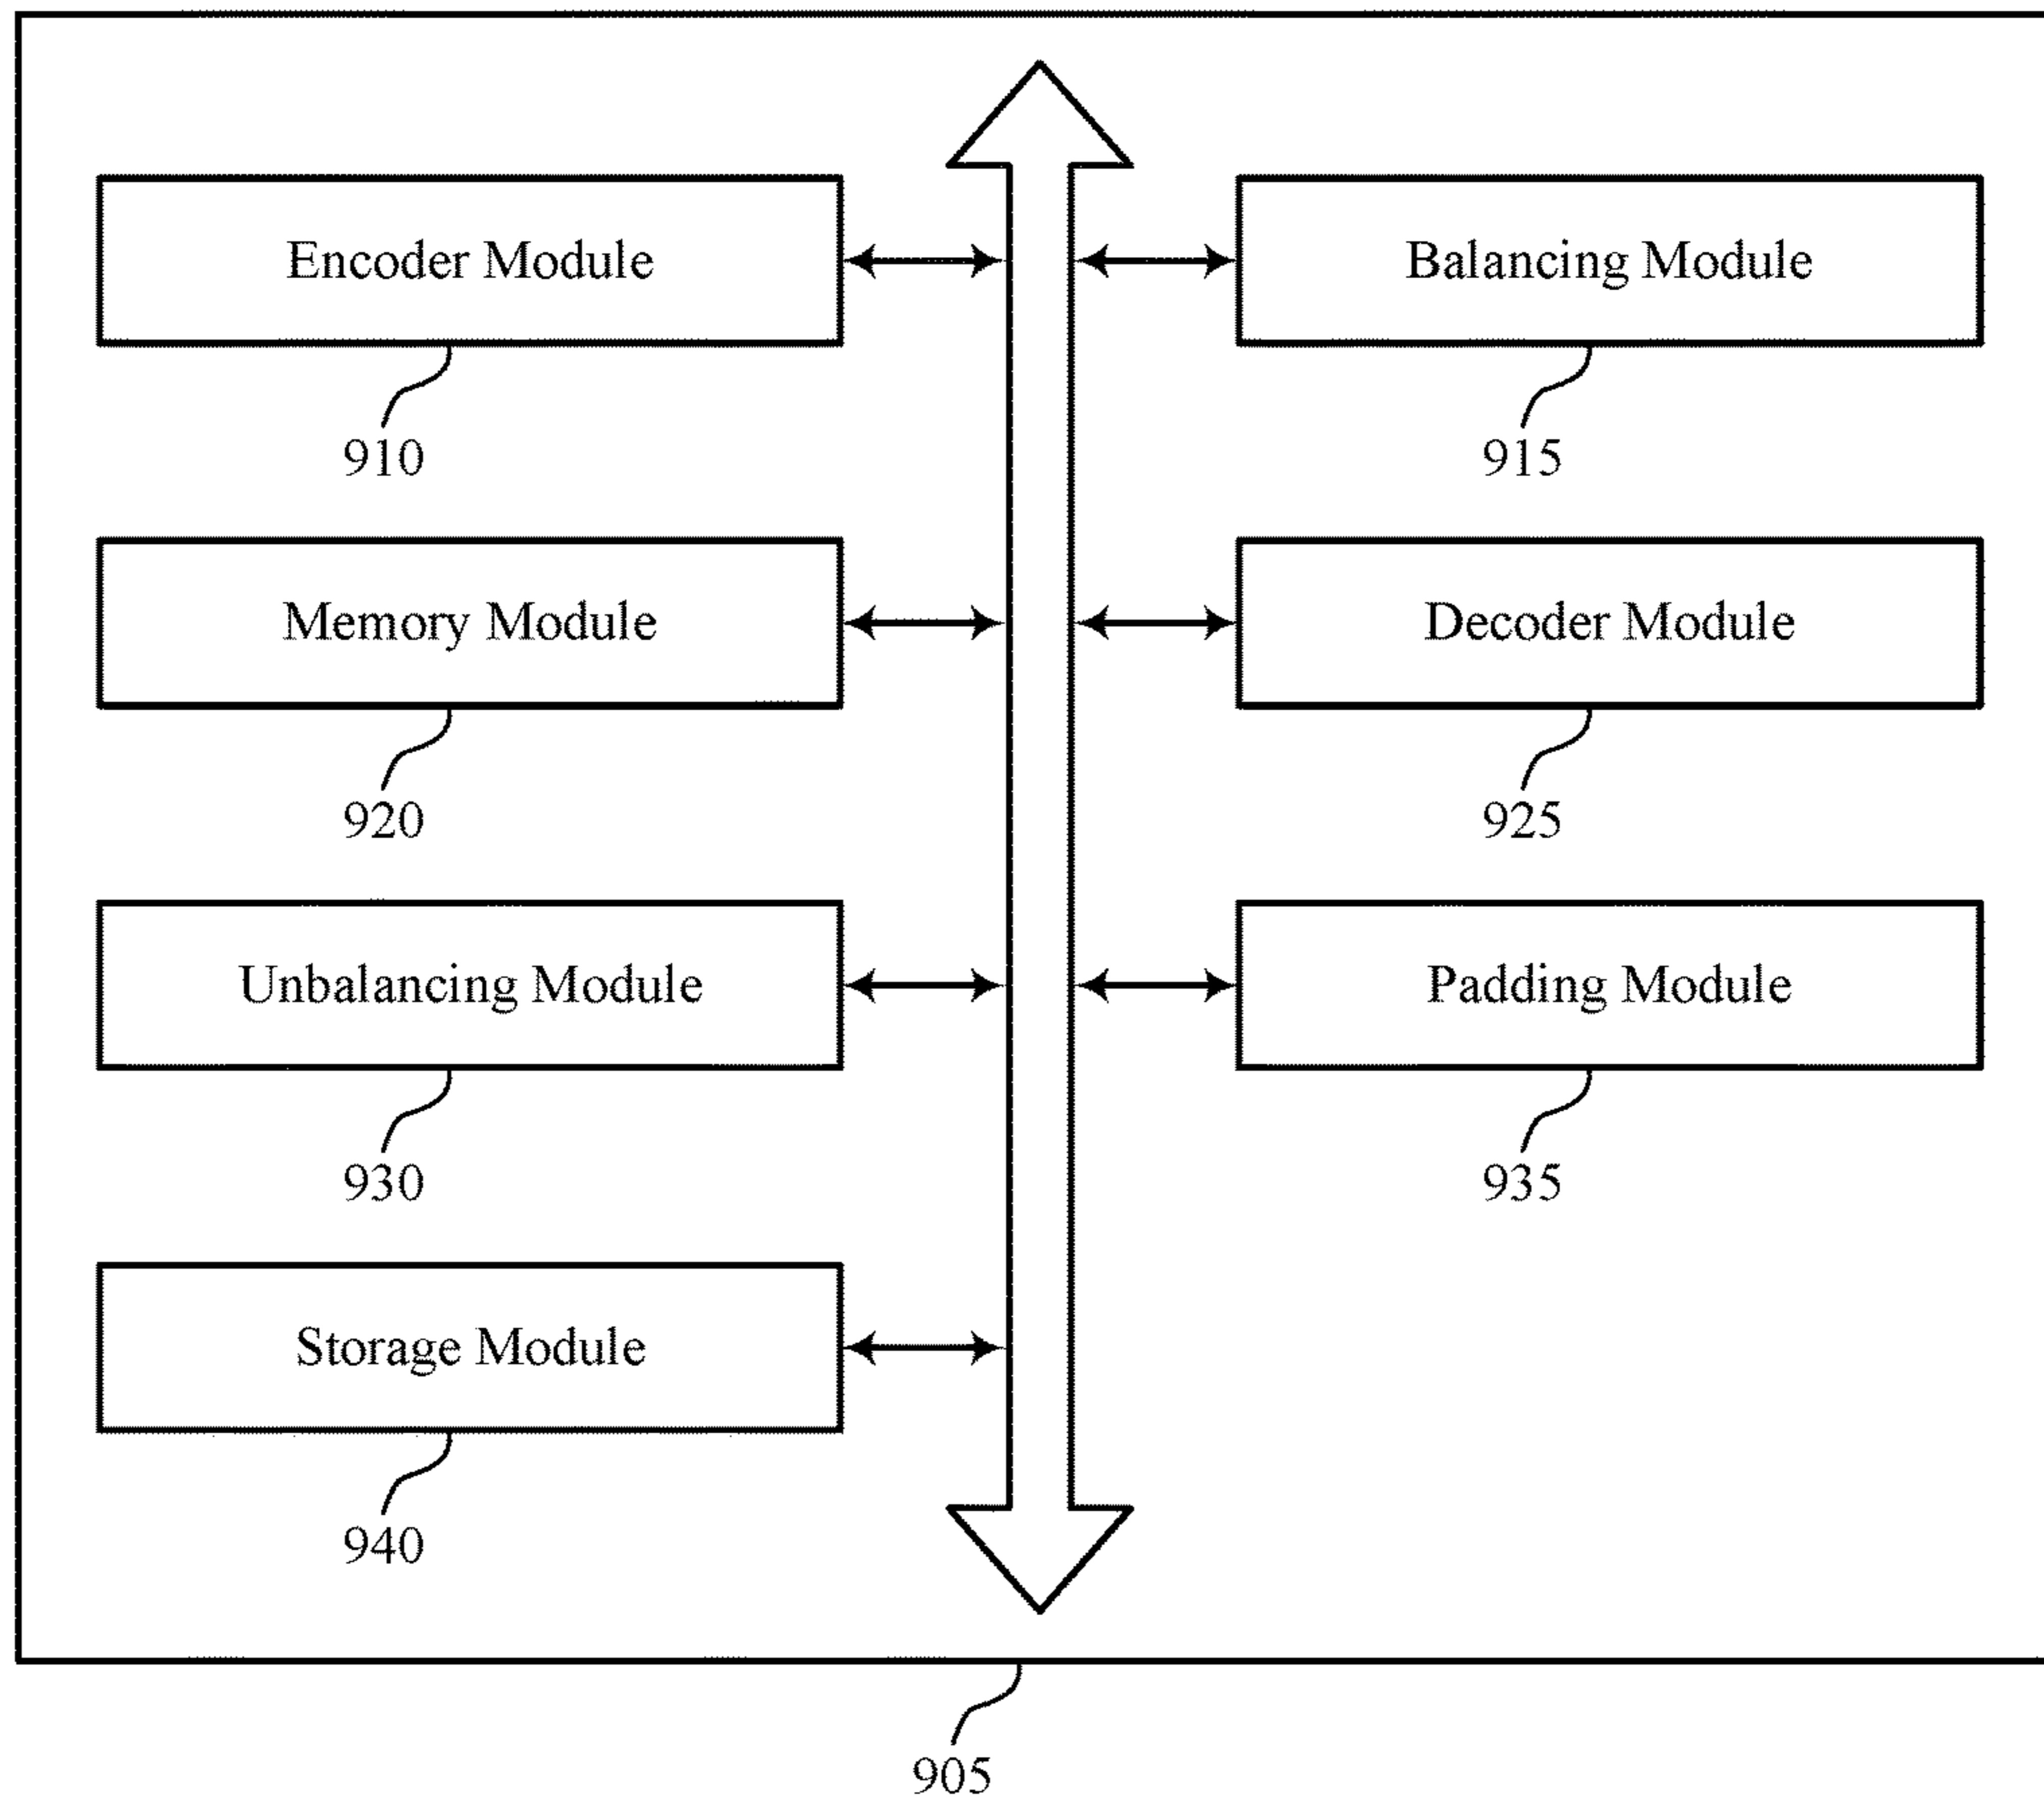 Encoder Module
Balancing Module
910
915
Memory Module
Decoder Module
920
925
Unbalancing Module
Padding Module
930
935
Storage Module
940
905